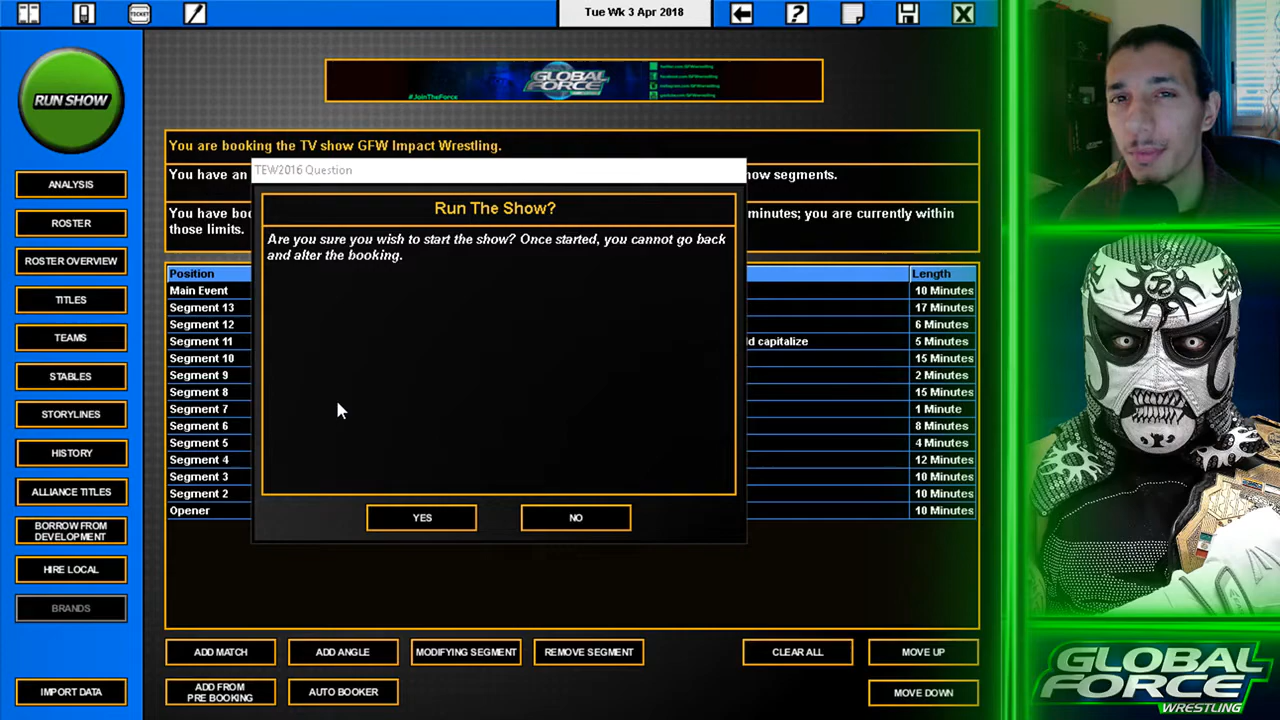 Tue Wk 3 Apr 2018
TICKET
RUN SHOW
#JoinTheForce
GLOBAL
FORCE
You are booking the TV show GFW Impact Wrestling.
You have an
ow segments.
You have boo
minutes; you are currently within
those limits.
TEW2016 Question
Run The Show?
Are you sure you wish to start the show? Once started, you cannot go back
and alter the booking.
YES
NO
ANALYSIS
ROSTER
ROSTER OVERVIEW
TITLES
TEAMS
STABLES
STORYLINES
HISTORY
ALLIANCE TITLES
BORROW FROM
DEVELOPMENT
HIRE LOCAL
BRANDS
IMPORT DATA
Position Length
Main Event 10 Minutes
Segment 13 17 Minutes
Segment 12 6 Minutes
Segment 11 ld capitalize 5 Minutes
Segment 10 15 Minutes
Segment 9 2 Minutes
Segment 8 15 Minutes
Segment 7 1 Minute
Segment 6 8 Minutes
Segment 5 4 Minutes
Segment 4 12 Minutes
Segment 3 10 Minutes
Segment 2 10 Minutes
Opener 10 Minutes
ADD MATCH
ADD ANGLE
MODIFYING SEGMENT
REMOVE SEGMENT
CLEAR ALL
MOVE UP
ADD FROM
PRE BOOKING
AUTO BOOKER
MOVE DOWN
GLOBAL
FORCE
WRESTLING